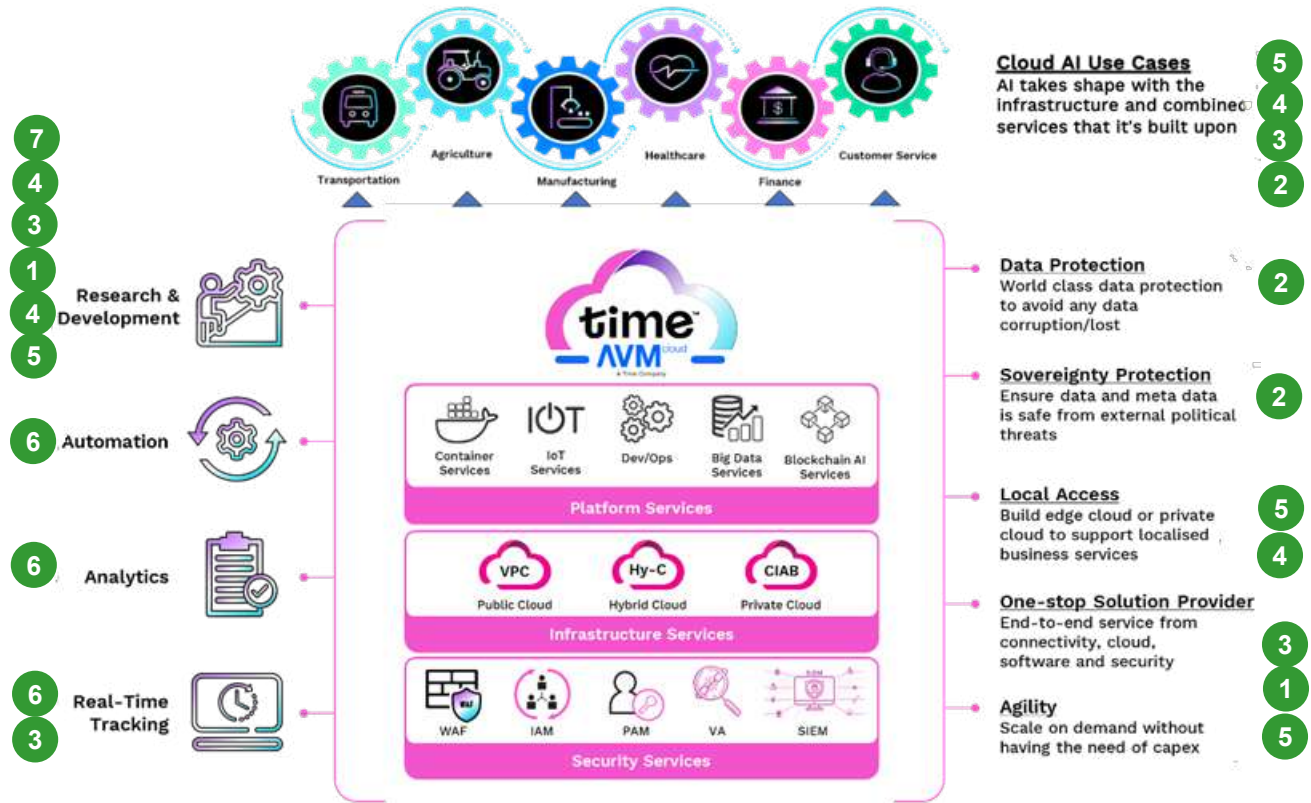 Transportation
Agriculture
Manufacturing
Healthcare
Finance
Customer Service
Cloud AI Use Cases
AI takes shape with the
infrastructure and combined
services that it's built upon
5
4
3
2
7
4
3
1
4
5
Research &
Development
6
Automation
6
Analytics
6
3
Real-Time
Tracking
time™
AVM cloud
A Time Company
Container
Services
IOT
IoT
Services
Dev/Ops
Big Data
Services
Blockchain AI
Services
Platform Services
VPC
Public Cloud
Hy-C
Hybrid Cloud
CIAB
Private Cloud
Infrastructure Services
WAF
WAF
IAM
PAM
VA
SIEM
Security Services
Data Protection
World class data protection
to avoid any data
corruption/lost
2
Sovereignty Protection
Ensure data and meta data
is safe from external political
threats
2
Local Access
Build edge cloud or private
cloud to support localised
business services
5
4
One-stop Solution Provider
End-to-end service from
connectivity, cloud,
software and security
3
1
Agility
Scale on demand without
having the need of capex
5